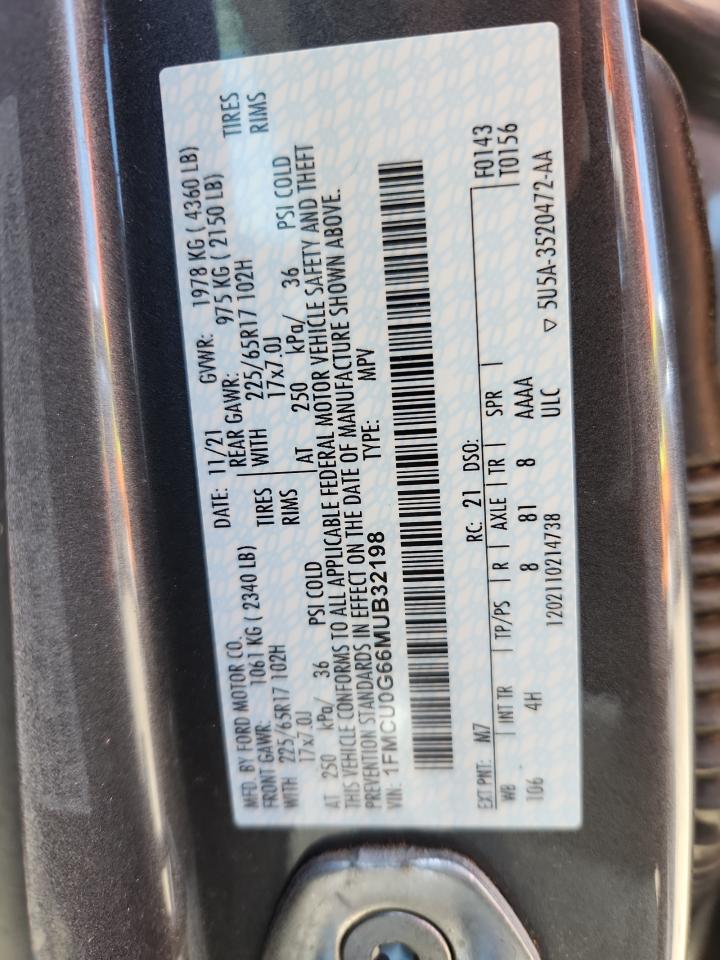 MFD. BY FORD MOTOR CO.
DATE: 11/21 GVWR: 1978 KG ( 4360 LB)
FRONT GAWR: 1061 KG ( 2340 LB) REAR GAWR: 975 KG ( 2150 LB)
WITH 225/65R17 102H TIRES WITH 225/65R17 102H TIRES
17x7.0J RIMS 17x7.0J RIMS
AT 250 kPa/ 36 PSI COLD AT 250 kPa/ 36 PSI COLD
THIS VEHICLE CONFORMS TO ALL APPLICABLE FEDERAL MOTOR VEHICLE SAFETY AND THEFT
PREVENTION STANDARDS IN EFFECT ON THE DATE OF MANUFACTURE SHOWN ABOVE.
VIN: 1FMCU0G66MUB32198 TYPE: MPV
EXT PNT: M7 RC: 21 DSO: F0143
WB INT TR TP/PS R AXLE TR SPR T0156
106 4H 8 81 8 AAAA
1202110214738 ULC ▽ 5U5A-3520472-AA